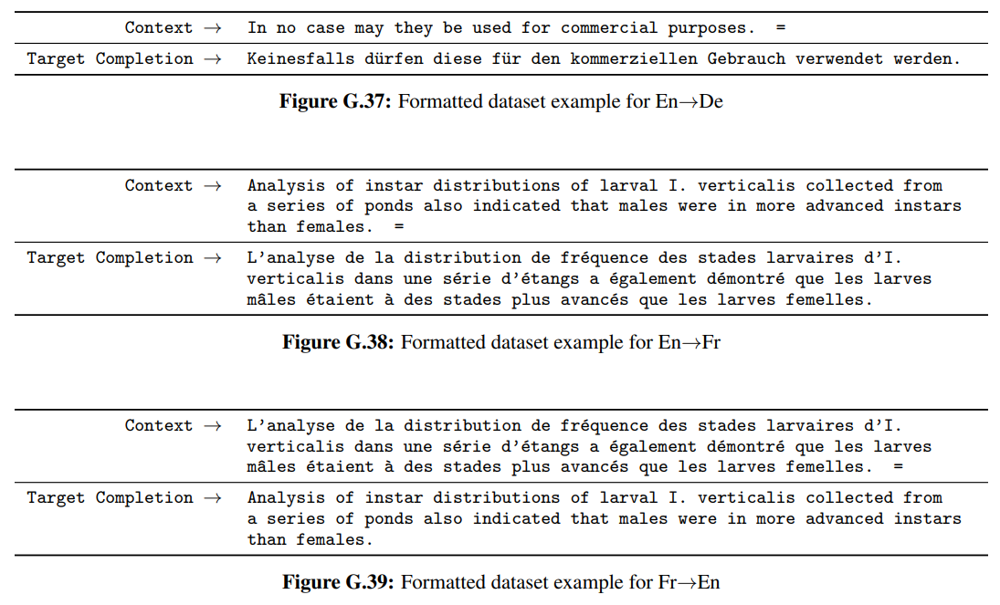 Context → In no case may they be used for commercial purposes. =
Target Completion → Keinesfalls dürfen diese für den kommerziellen Gebrauch verwendet werden.
Figure G.37: Formatted dataset example for En→De
Context → Analysis of instar distributions of larval I. verticalis collected from
a series of ponds also indicated that males were in more advanced instars
than females. =
Target Completion → L'analyse de la distribution de fréquence des stades larvaires d'I.
verticalis dans une série d'étangs a également démontré que les larves
mâles étaient à des stades plus avancés que les larves femelles.
Figure G.38: Formatted dataset example for En→Fr
Context → L'analyse de la distribution de fréquence des stades larvaires d'I.
verticalis dans une série d'étangs a également démontré que les larves
mâles étaient à des stades plus avancés que les larves femelles. =
Target Completion → Analysis of instar distributions of larval I. verticalis collected from
a series of ponds also indicated that males were in more advanced instars
than females.
Figure G.39: Formatted dataset example for Fr→En